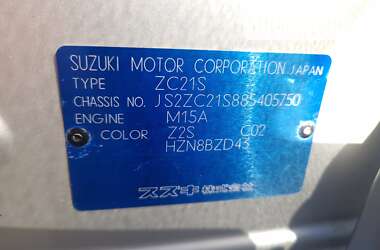 SUZUKI MOTOR CORPORATION JAPAN
TYPE ZC21S
CHASSIS NO. JS2ZC21S885405750
ENGINE M15A
COLOR Z2S C02
HZN8BZD43
スズキ株式会社